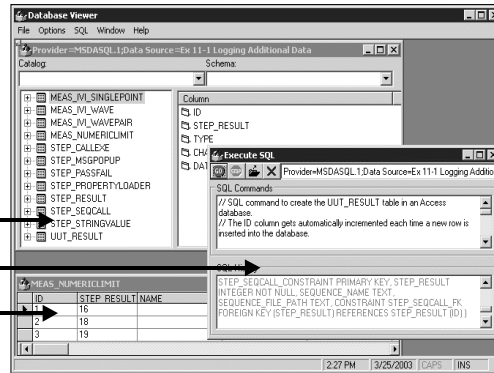 Database Viewer
File Options SQL Window Help
Provider=MSDASQL.1;Data Source=Ex 11-1 Logging Additional Data
Catalog: Schema:
MEAS_IVI_SINGLEPOINT
MEAS_IVI_WAVE
MEAS_IVI_WAVEPAIR
MEAS_NUMERICLIMIT
STEP_CALLEXE
STEP_MSGPOPUP
STEP_PASSFAIL
STEP_PROPERTYLOADER
STEP_RESULT
STEP_SEQCALL
STEP_STRINGVALUE
UUT_RESULT
Column
ID
STEP_RESULT
TYPE
CHA
DAT
Execute SQL
GO Provider=MSDASQL.1;Data Source=Ex 11-1 Logging Additio
SQL Commands
// SQL command to create the UUT_RESULT table in an Access
database.
// The ID column gets automatically incremented each time a new row is
inserted into the database.
STEP_SEQCALL_CONSTRAINT PRIMARY KEY, STEP_RESULT
INTEGER NOT NULL, SEQUENCE_NAME TEXT,
SEQUENCE_FILE_PATH TEXT, CONSTRAINT STEP_SEQCALL_FK
FOREIGN KEY (STEP_RESULT) REFERENCES STEP_RESULT (ID) )
MEAS_NUMERICLIMIT
ID STEP_RESULT NAME
1 16
2 18
3 19
2:27 PM 3/25/2003 CAPS INS